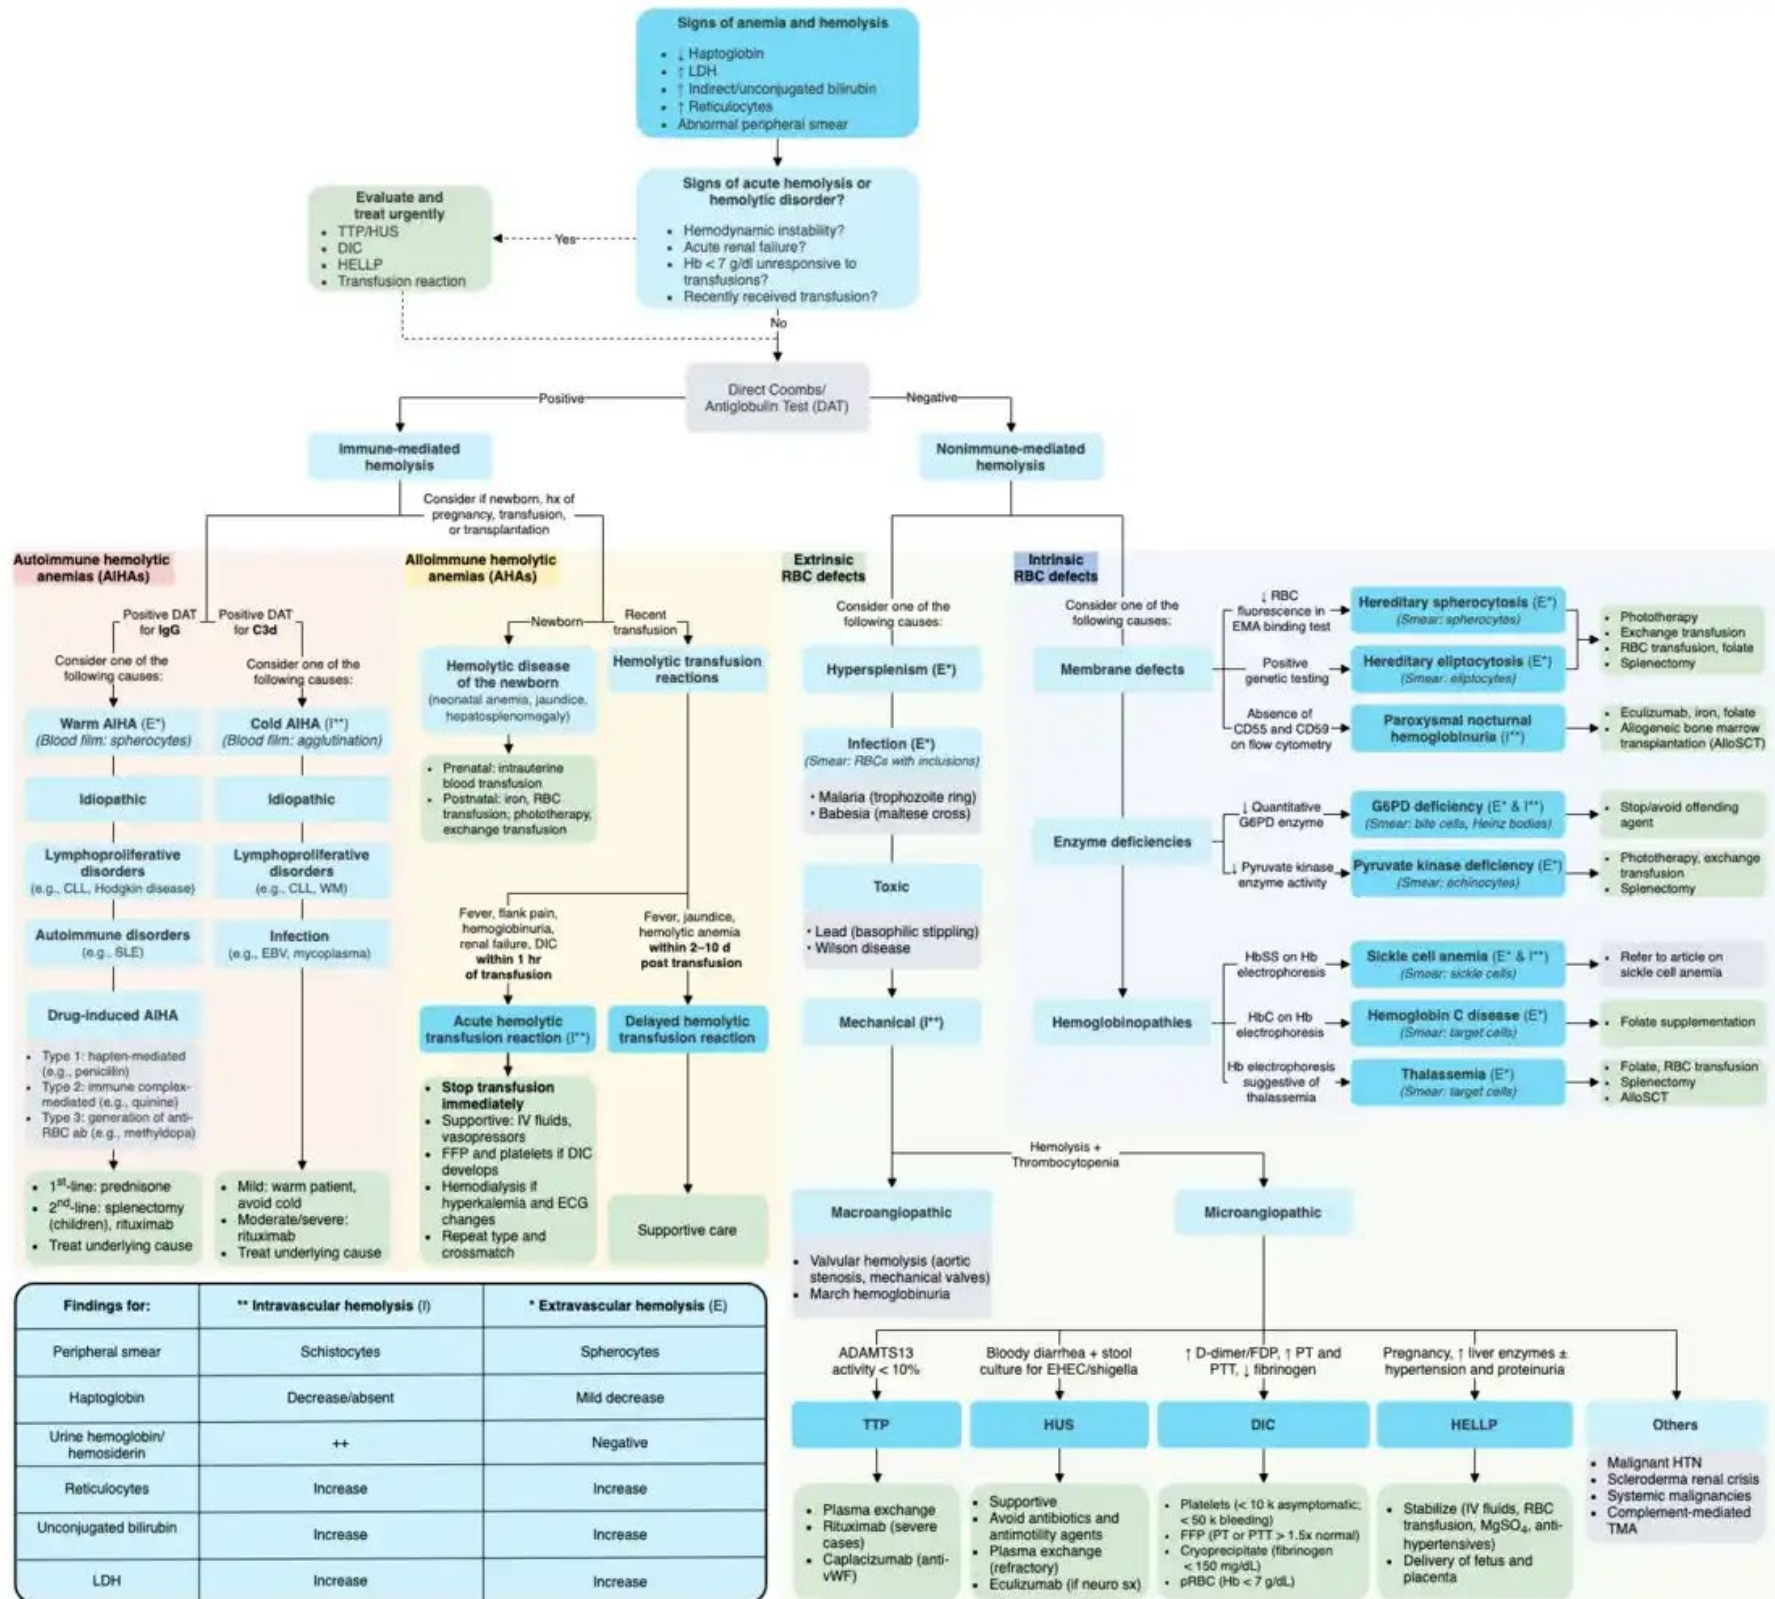 Signs of anemia and hemolysis
• ↓ Haptoglobin
• ↑ LDH
• ↑ Indirect/unconjugated bilirubin
• ↑ Reticulocytes
• Abnormal peripheral smear
Signs of acute hemolysis or
hemolytic disorder?
• Hemodynamic instability?
• Acute renal failure?
• Hb < 7 g/dl unresponsive to
transfusions?
• Recently received transfusion?
Yes
Evaluate and
treat urgently
• TTP/HUS
• DIC
• HELLP
• Transfusion reaction
No
Direct Coombs/
Antiglobulin Test (DAT)
Positive
Negative
Immune-mediated
hemolysis
Nonimmune-mediated
hemolysis
Consider if newborn, hx of
pregnancy, transfusion,
or transplantation
Autoimmune hemolytic
anemias (AIHAs)
Positive DAT
for IgG
Positive DAT
for C3d
Consider one of the
following causes:
Consider one of the
following causes:
Warm AIHA (E*)
(Blood film: spherocytes)
Cold AIHA (I**)
(Blood film: agglutination)
Idiopathic
Idiopathic
Lymphoproliferative
disorders
(e.g., CLL, Hodgkin disease)
Lymphoproliferative
disorders
(e.g., CLL, WM)
Autoimmune disorders
(e.g., SLE)
Infection
(e.g., EBV, mycoplasma)
Drug-induced AIHA
• Type 1: hapten-mediated
(e.g., penicillin)
• Type 2: immune complex-
mediated (e.g., quinine)
• Type 3: generation of anti-
RBC ab (e.g., methyldopa)
• 1st-line: prednisone
• 2nd-line: splenectomy
(children), rituximab
• Treat underlying cause
• Mild: warm patient,
avoid cold
• Moderate/severe:
rituximab
• Treat underlying cause
Alloimmune hemolytic
anemias (AHAs)
Newborn
Recent
transfusion
Hemolytic disease
of the newborn
(neonatal anemia, jaundice,
hepatosplenomegaly)
Hemolytic transfusion
reactions
• Prenatal: intrauterine
blood transfusion
• Postnatal: iron, RBC
transfusion; phototherapy,
exchange transfusion
Fever, flank pain,
hemoglobinuria,
renal failure, DIC
within 1 hr
of transfusion
Fever, jaundice,
hemolytic anemia
within 2–10 d
post transfusion
Acute hemolytic
transfusion reaction (I**)
Delayed hemolytic
transfusion reaction
• Stop transfusion
immediately
• Supportive: IV fluids,
vasopressors
• FFP and platelets if DIC
develops
• Hemodialysis if
hyperkalemia and ECG
changes
• Repeat type and
crossmatch
Supportive care
Extrinsic
RBC defects
Consider one of the
following causes:
Hypersplenism (E*)
Infection (E*)
(Smear: RBCs with inclusions)
• Malaria (trophozoite ring)
• Babesia (maltese cross)
Toxic
• Lead (basophilic stippling)
• Wilson disease
Mechanical (I**)
Hemolysis +
Thrombocytopenia
Macroangiopathic
• Valvular hemolysis (aortic
stenosis, mechanical valves)
• March hemoglobinuria
Microangiopathic
Intrinsic
RBC defects
Consider one of the
following causes:
Membrane defects
↓ RBC
fluorescence in
EMA binding test
Hereditary spherocytosis (E*)
(Smear: spherocytes)
Positive
genetic testing
Hereditary eliptocytosis (E*)
(Smear: eliptocytes)
• Phototherapy
• Exchange transfusion
• RBC transfusion, folate
• Splenectomy
Absence of
CD55 and CD59
on flow cytometry
Paroxysmal nocturnal
hemoglobinuria (I**)
• Eculizumab, iron, folate
• Allogeneic bone marrow
transplantation (AlloSCT)
Enzyme deficiencies
↓ Quantitative
G6PD enzyme
G6PD deficiency (E* & I**)
(Smear: bite cells, Heinz bodies)
• Stop/avoid offending
agent
↓ Pyruvate kinase
enzyme activity
Pyruvate kinase deficiency (E*)
(Smear: echinocytes)
• Phototherapy, exchange
transfusion
• Splenectomy
Hemoglobinopathies
HbSS on Hb
electrophoresis
Sickle cell anemia (E* & I**)
(Smear: sickle cells)
• Refer to article on
sickle cell anemia
HbC on Hb
electrophoresis
Hemoglobin C disease (E*)
(Smear: target cells)
• Folate supplementation
Hb electrophoresis
suggestive of
thalassemia
Thalassemia (E*)
(Smear: target cells)
• Folate, RBC transfusion
• Splenectomy
• AlloSCT
ADAMTS13
activity < 10%
Bloody diarrhea + stool
culture for EHEC/shigella
↑ D-dimer/FDP, ↑ PT and
PTT, ↓ fibrinogen
Pregnancy, ↑ liver enzymes ±
hypertension and proteinuria
TTP
HUS
DIC
HELLP
Others
• Plasma exchange
• Rituximab (severe
cases)
• Caplacizumab (anti-
vWF)
• Supportive
• Avoid antibiotics and
antimotility agents
• Plasma exchange
(refractory)
• Eculizumab (if neuro sx)
• Platelets (< 10 k asymptomatic;
< 50 k bleeding)
• FFP (PT or PTT > 1.5x normal)
• Cryoprecipitate (fibrinogen
< 150 mg/dL)
• pRBC (Hb < 7 g/dL)
• Stabilize (IV fluids, RBC
transfusion, MgSO₄, anti-
hypertensives)
• Delivery of fetus and
placenta
• Malignant HTN
• Scleroderma renal crisis
• Systemic malignancies
• Complement-mediated
TMA
Findings for: ** Intravascular hemolysis (I) * Extravascular hemolysis (E)
Peripheral smear Schistocytes Spherocytes
Haptoglobin Decrease/absent Mild decrease
Urine hemoglobin/
hemosiderin ++ Negative
Reticulocytes Increase Increase
Unconjugated bilirubin Increase Increase
LDH Increase Increase